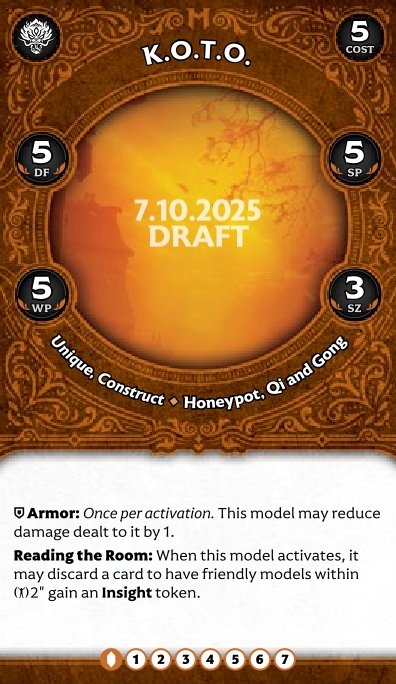 K.O.T.O.
5
COST
5
DF
5
SP
7.10.2025
DRAFT
5
WP
3
SZ
Unique, Construct ◆ Honeypot, Qi and Gong
Armor: Once per activation. This model may reduce
damage dealt to it by 1.
Reading the Room: When this model activates, it
may discard a card to have friendly models within
2" gain an Insight token.
1 2 3 4 5 6 7